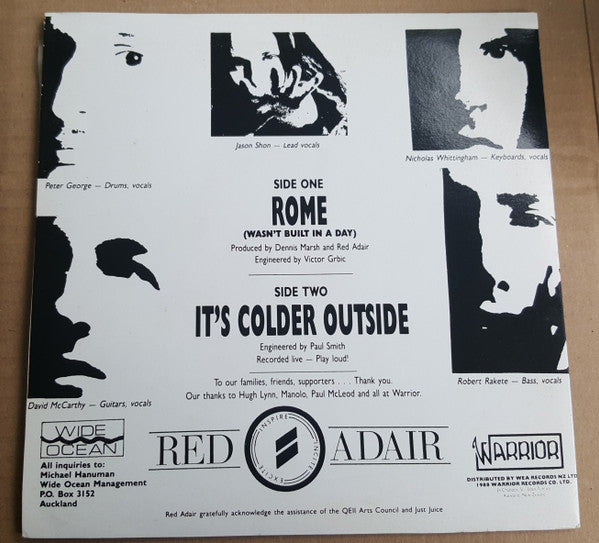 Jason Shon — Lead vocals
Nicholas Whittingham — Keyboards, vocals
Peter George — Drums, vocals
SIDE ONE
ROME
(WASN'T BUILT IN A DAY)
Produced by Dennis Marsh and Red Adair
Engineered by Victor Grbic
SIDE TWO
IT'S COLDER OUTSIDE
Engineered by Paul Smith
Recorded live — Play loud!
To our families, friends, supporters . . . Thank you.
Our thanks to Hugh Lynn, Manolo, Paul McLeod and all at Warrior.
Robert Rakete — Bass, vocals
David McCarthy — Guitars, vocals
WIDE
OCEAN
All inquiries to:
Michael Hanuman
Wide Ocean Management
P.O. Box 3152
Auckland
RED ADAIR
INSPIRE
INCITE
EXCITE
WARRIOR
DISTRIBUTED BY WEA RECORDS NZ LTD
1988 WARRIOR RECORDS CO. LTD.
Red Adair gratefully acknowledge the assistance of the QEII Arts Council and Just Juice